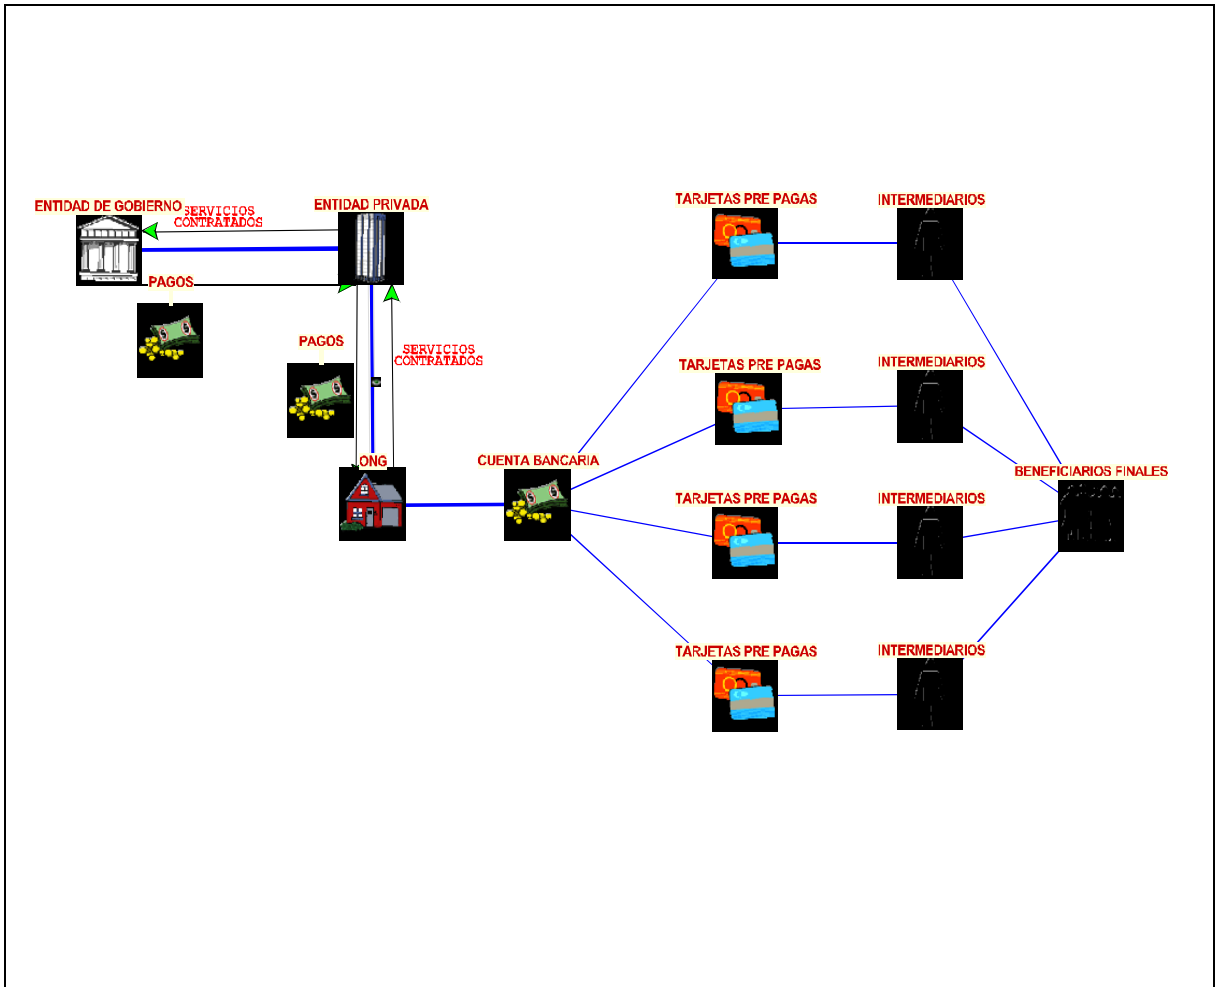 ENTIDAD DE GOBIERNO
SERVICIOS
CONTRATADOS
ENTIDAD PRIVADA
PAGOS
PAGOS
SERVICIOS
CONTRATADOS
ONG
CUENTA BANCARIA
TARJETAS PRE PAGAS
INTERMEDIARIOS
TARJETAS PRE PAGAS
INTERMEDIARIOS
TARJETAS PRE PAGAS
INTERMEDIARIOS
TARJETAS PRE PAGAS
INTERMEDIARIOS
BENEFICIARIOS FINALES